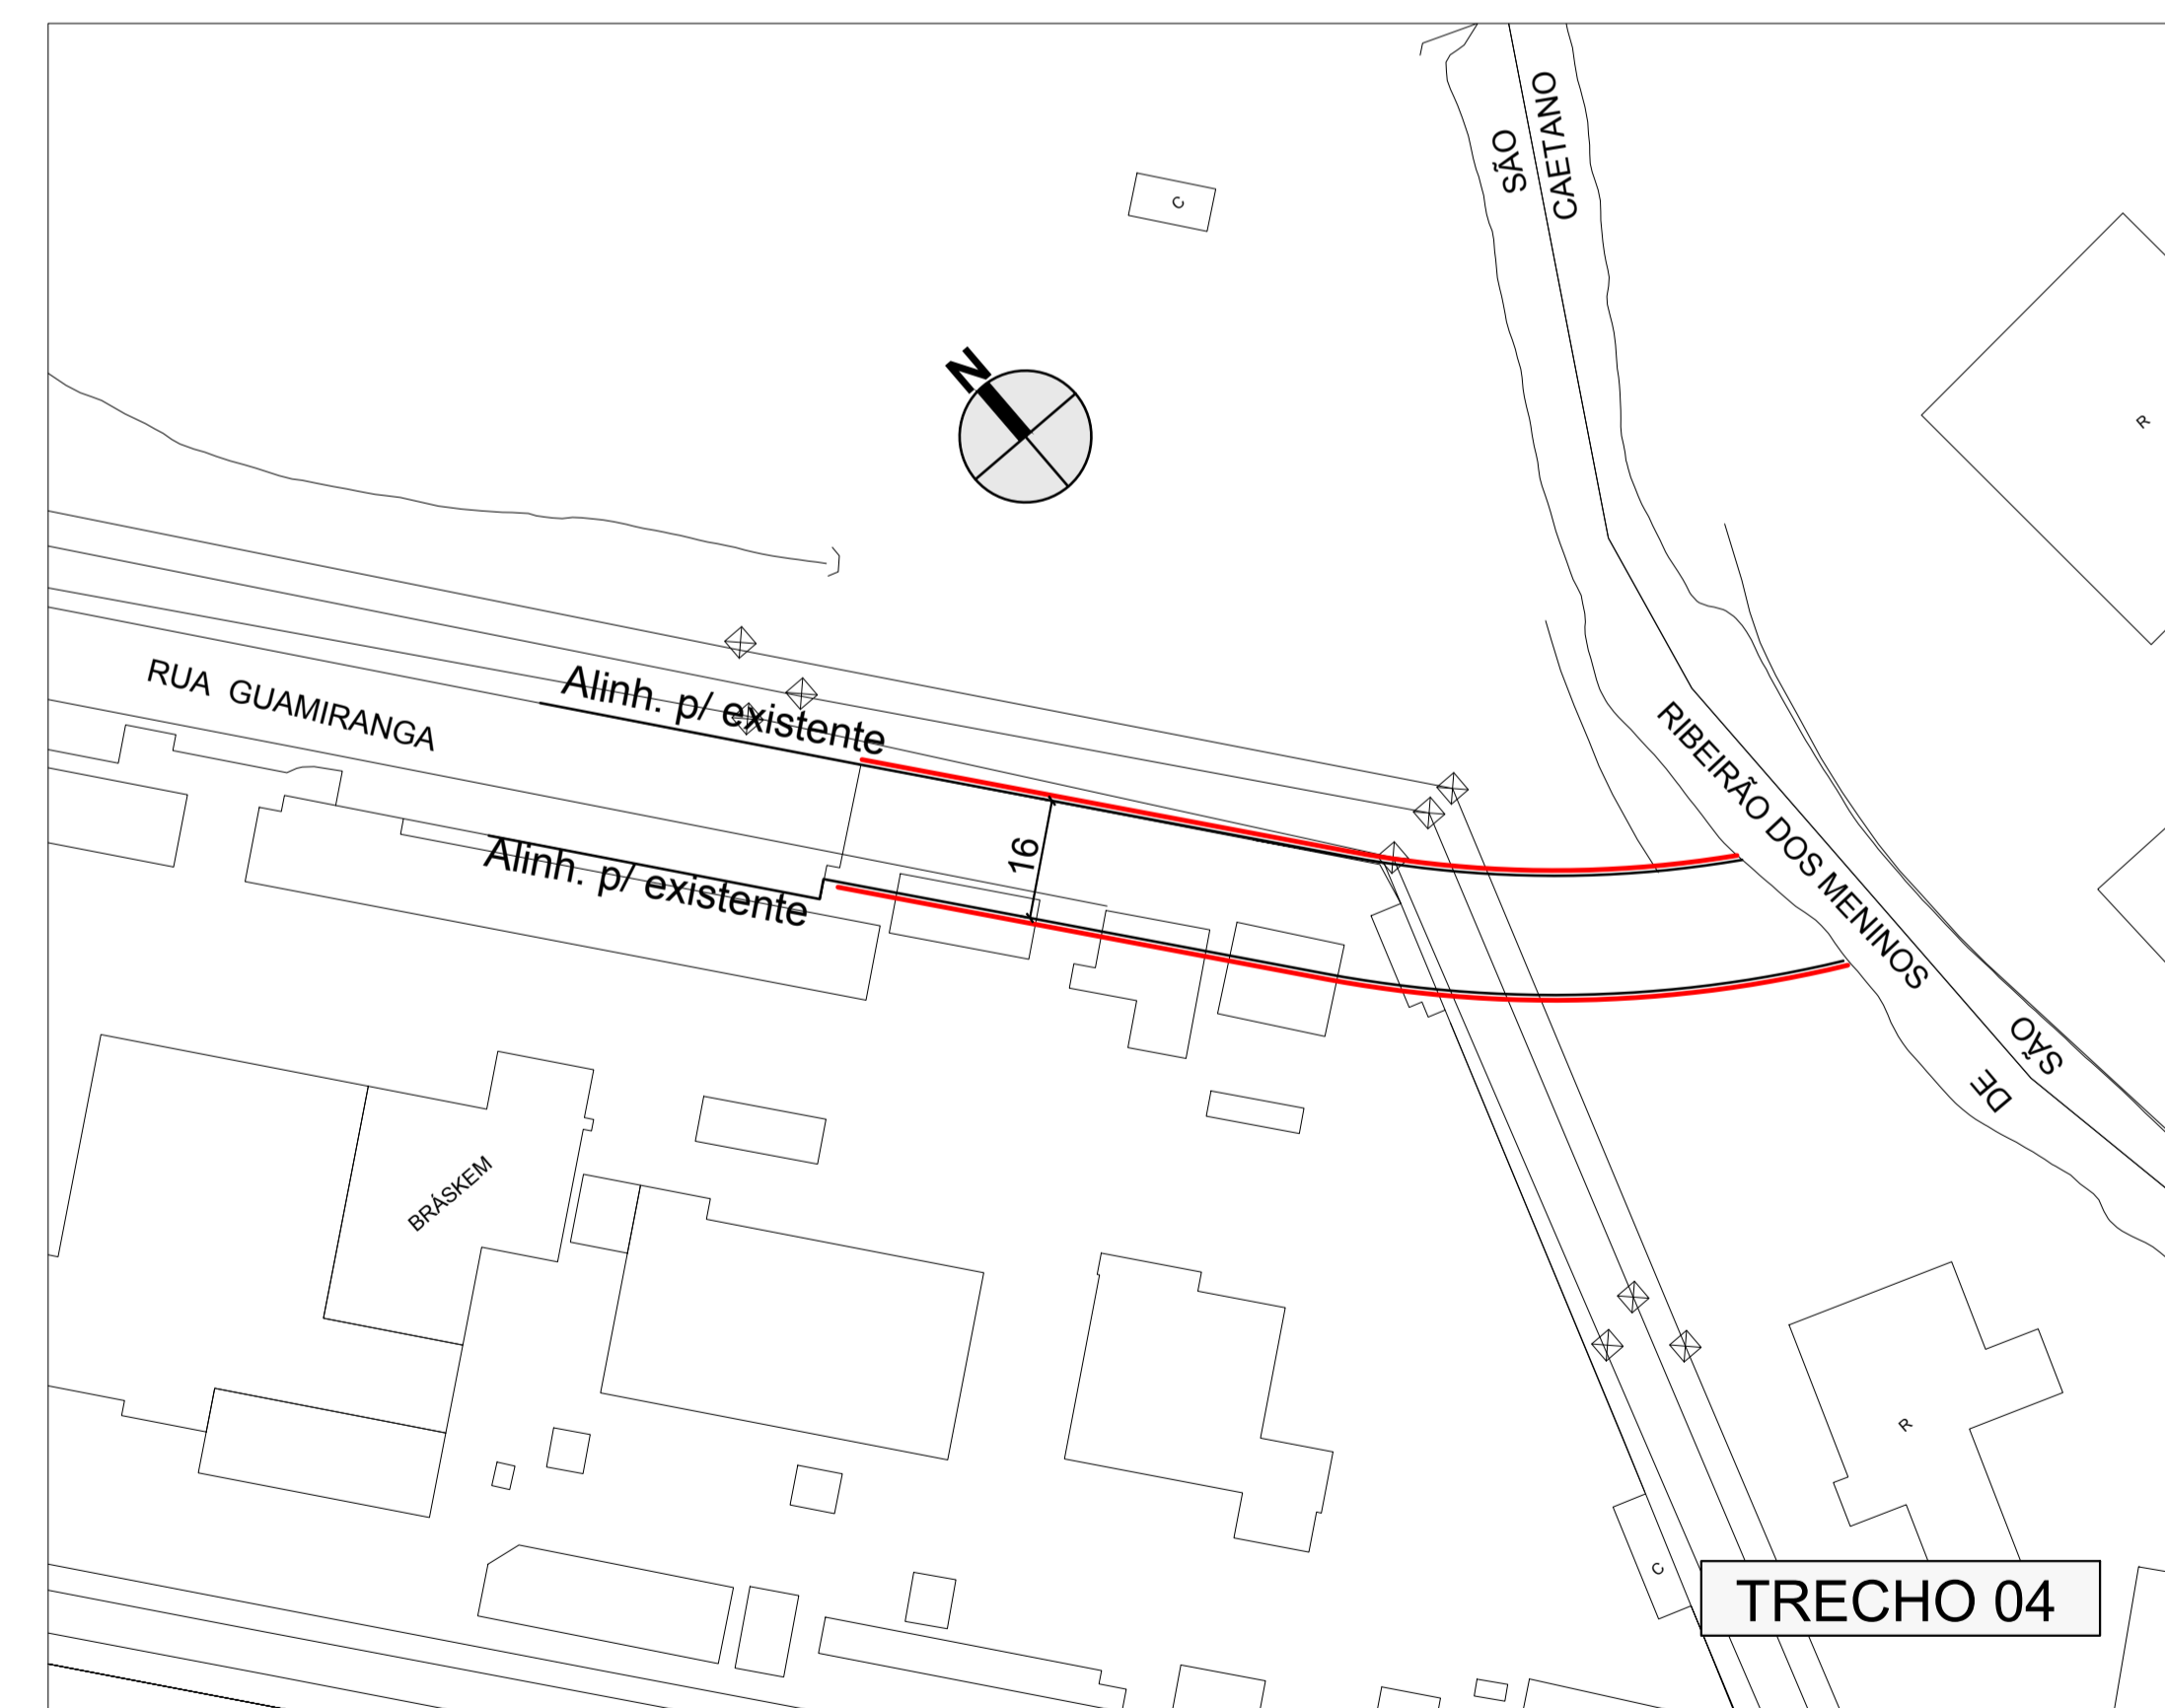 SÃO
CAETANO
C
N
R
RUA GUAMIRANGA
Alinh. p/ existente
RIBEIRÃO DOS MENINOS
16
Alinh. p/ existente
SÃO
DE
BRÁSKEM
R
C
TRECHO 04